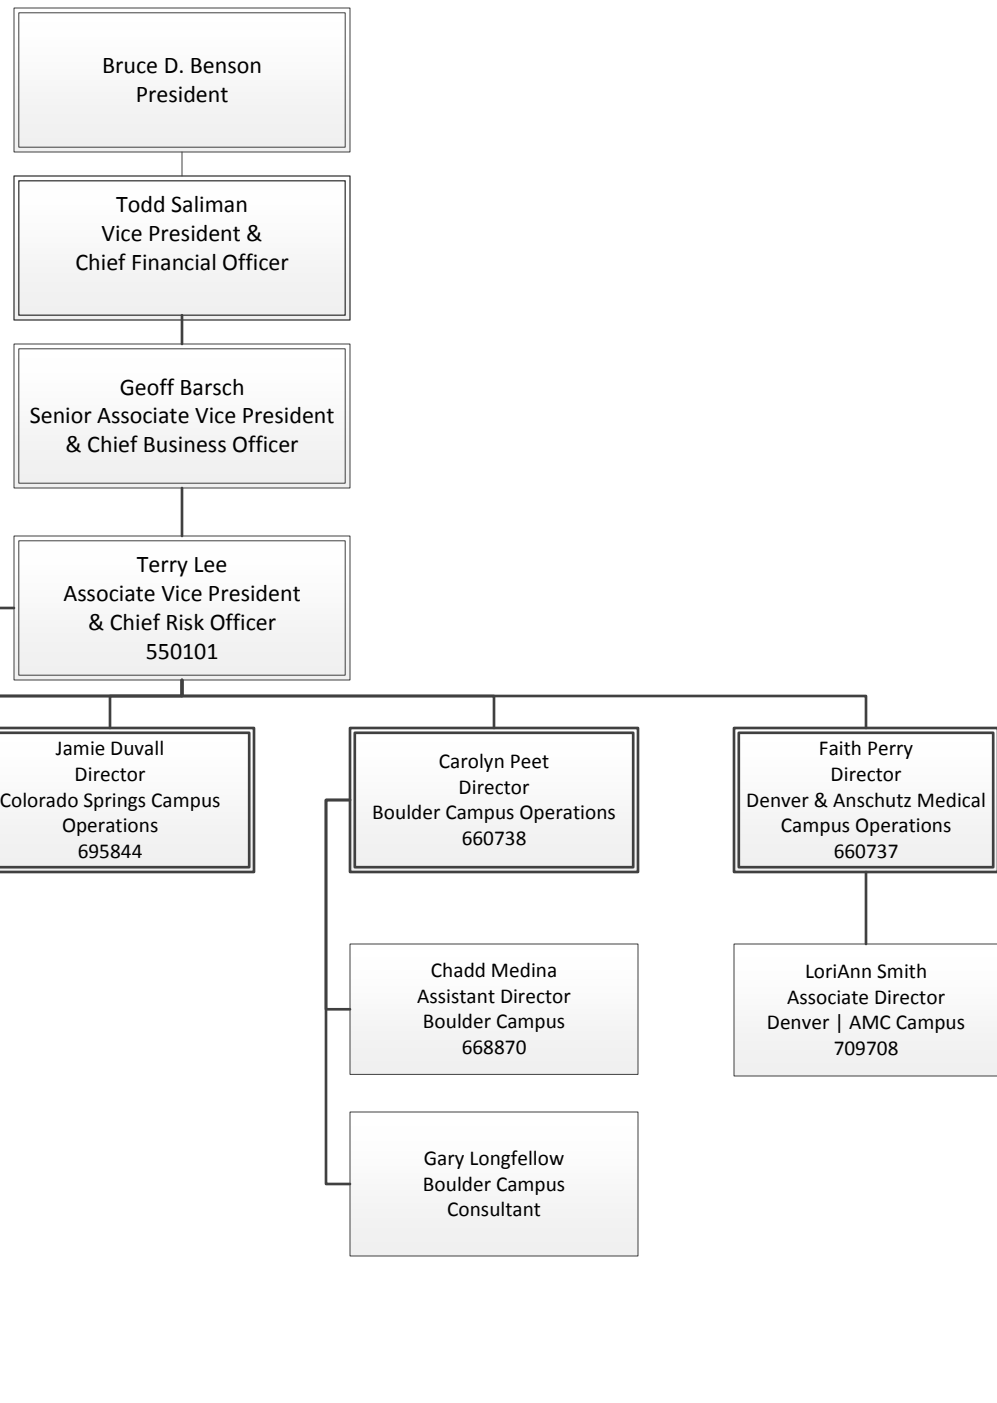 Bruce D. Benson
President
Todd Saliman
Vice President &
Chief Financial Officer
Geoff Barsch
Senior Associate Vice President
& Chief Business Officer
Terry Lee
Associate Vice President
& Chief Risk Officer
550101
Jamie Duvall
Director
Colorado Springs Campus
Operations
695844
Carolyn Peet
Director
Boulder Campus Operations
660738
Faith Perry
Director
Denver & Anschutz Medical
Campus Operations
660737
Chadd Medina
Assistant Director
Boulder Campus
668870
LoriAnn Smith
Associate Director
Denver | AMC Campus
709708
Gary Longfellow
Boulder Campus
Consultant